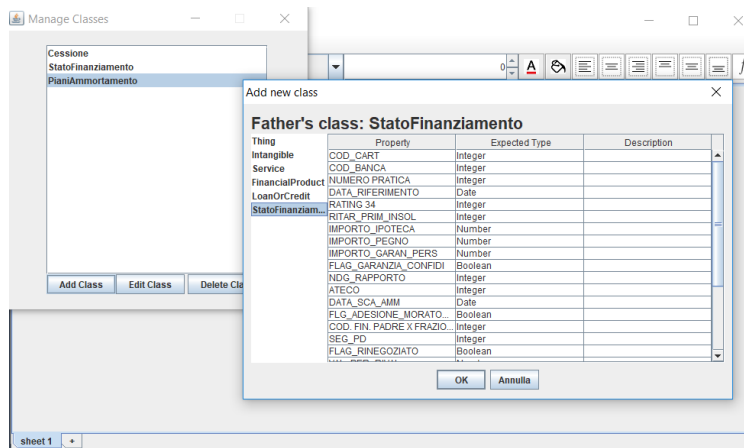 Manage Classes
Cessione
StatoFinanziamento
PianiAmmortamento
Add Class Edit Class Delete Cla
0 A
Add new class
Father's class: StatoFinanziamento
Thing
Intangible
Service
FinancialProduct
LoanOrCredit
StatoFinanziam...
Property Expected Type Description
COD_CART Integer
COD_BANCA Integer
NUMERO PRATICA Integer
DATA_RIFERIMENTO Date
RATING 34 Integer
RITAR_PRIM_INSOL Integer
IMPORTO_IPOTECA Number
IMPORTO_PEGNO Number
IMPORTO_GARAN_PERS Number
FLAG_GARANZIA_CONFIDI Boolean
NDG_RAPPORTO Integer
ATECO Integer
DATA_SCA_AMM Date
FLG_ADESIONE_MORATO... Boolean
COD. FIN. PADRE X FRAZIO... Integer
SEG_PD Integer
FLAG_RINEGOZIATO Boolean
OK Annulla
sheet 1 +